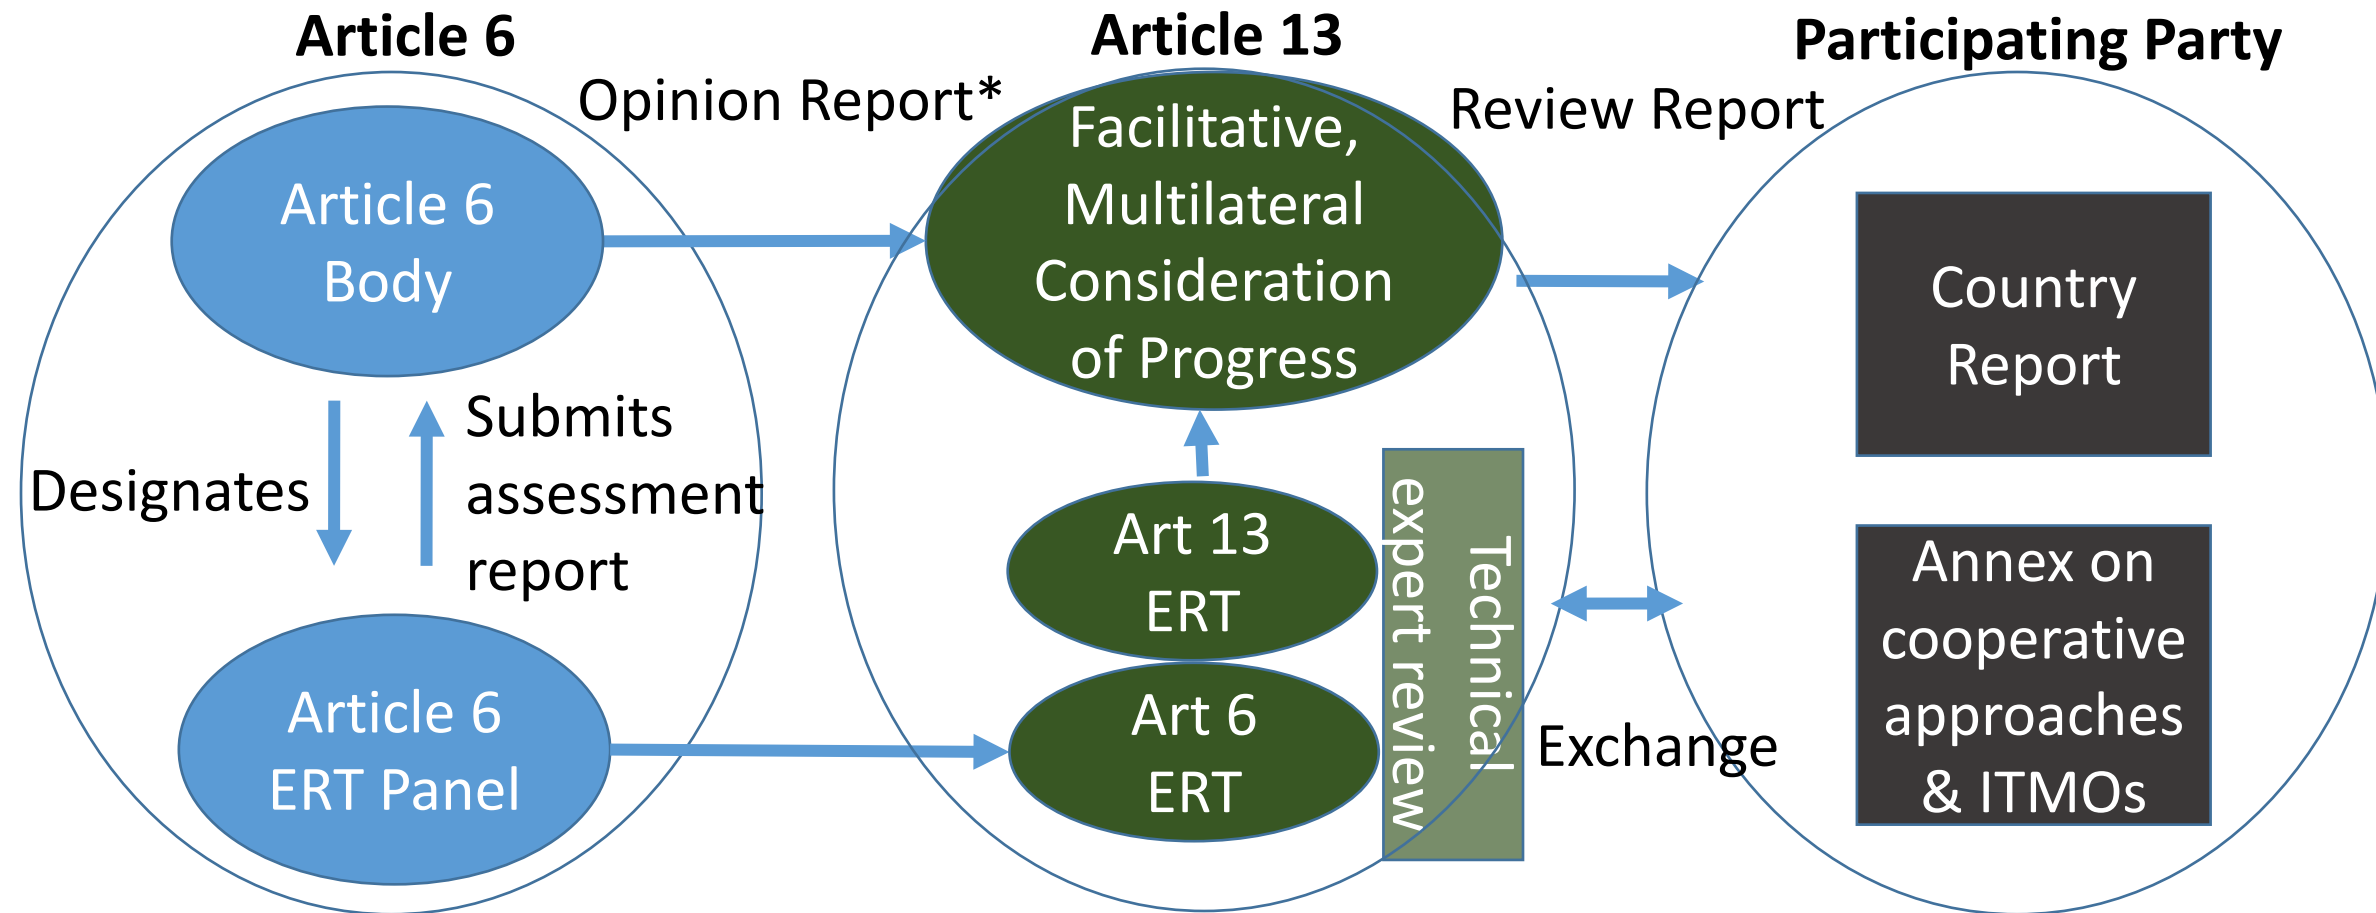 Article 6
Article 13
Participating Party
Opinion Report*
Review Report
Article 6
Body
Facilitative,
Multilateral
Consideration
of Progress
Country
Report
Designates
Submits
assessment
report
Art 13
ERT
Technical
expert review
Annex on
cooperative
approaches
& ITMOs
Article 6
ERT Panel
Art 6
ERT
Exchange